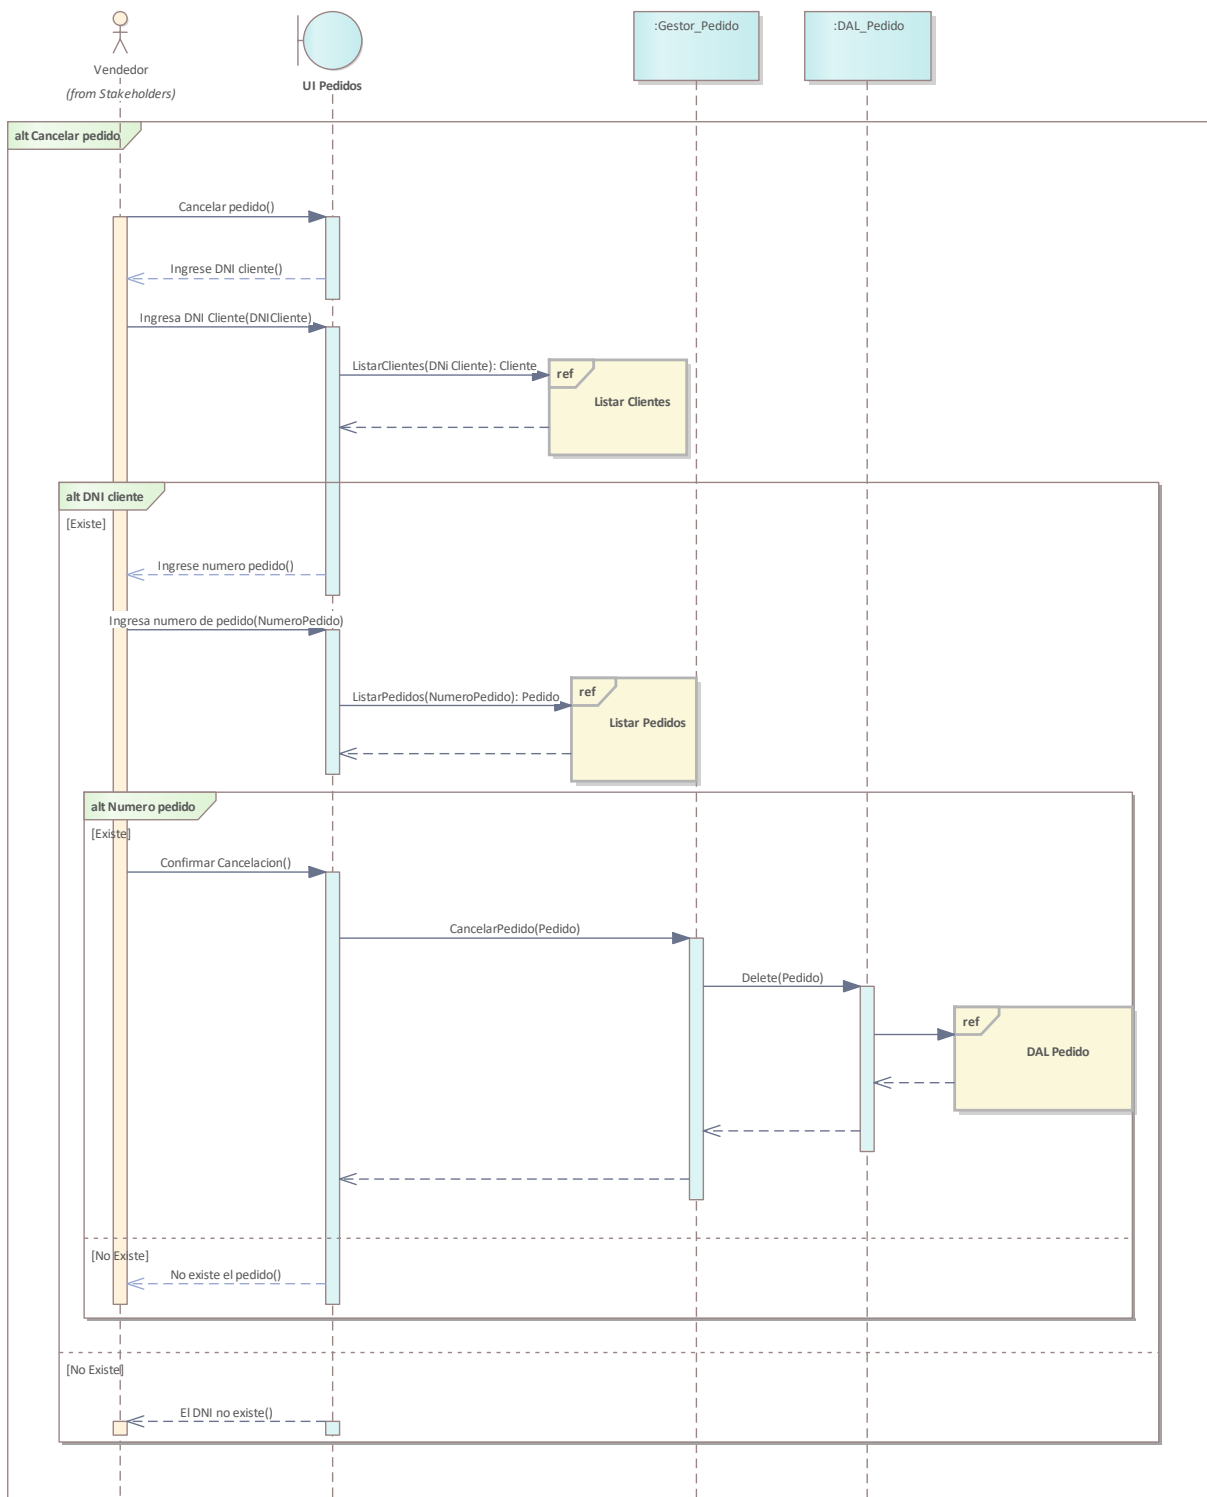 Vendedor
(from Stakeholders)
UI Pedidos
:Gestor_Pedido
:DAL_Pedido
alt Cancelar pedido
Cancelar pedido()
Ingrese DNI cliente()
Ingresa DNI Cliente(DNICliente)
ListarClientes(DNi Cliente): Cliente
ref
Listar Clientes
alt DNI cliente
[Existe]
Ingrese numero pedido()
Ingresa numero de pedido(NumeroPedido)
ListarPedidos(NumeroPedido): Pedido
ref
Listar Pedidos
alt Numero pedido
[Existe]
Confirmar Cancelacion()
CancelarPedido(Pedido)
Delete(Pedido)
ref
DAL Pedido
[No Existe]
No existe el pedido()
[No Existe]
El DNI no existe()